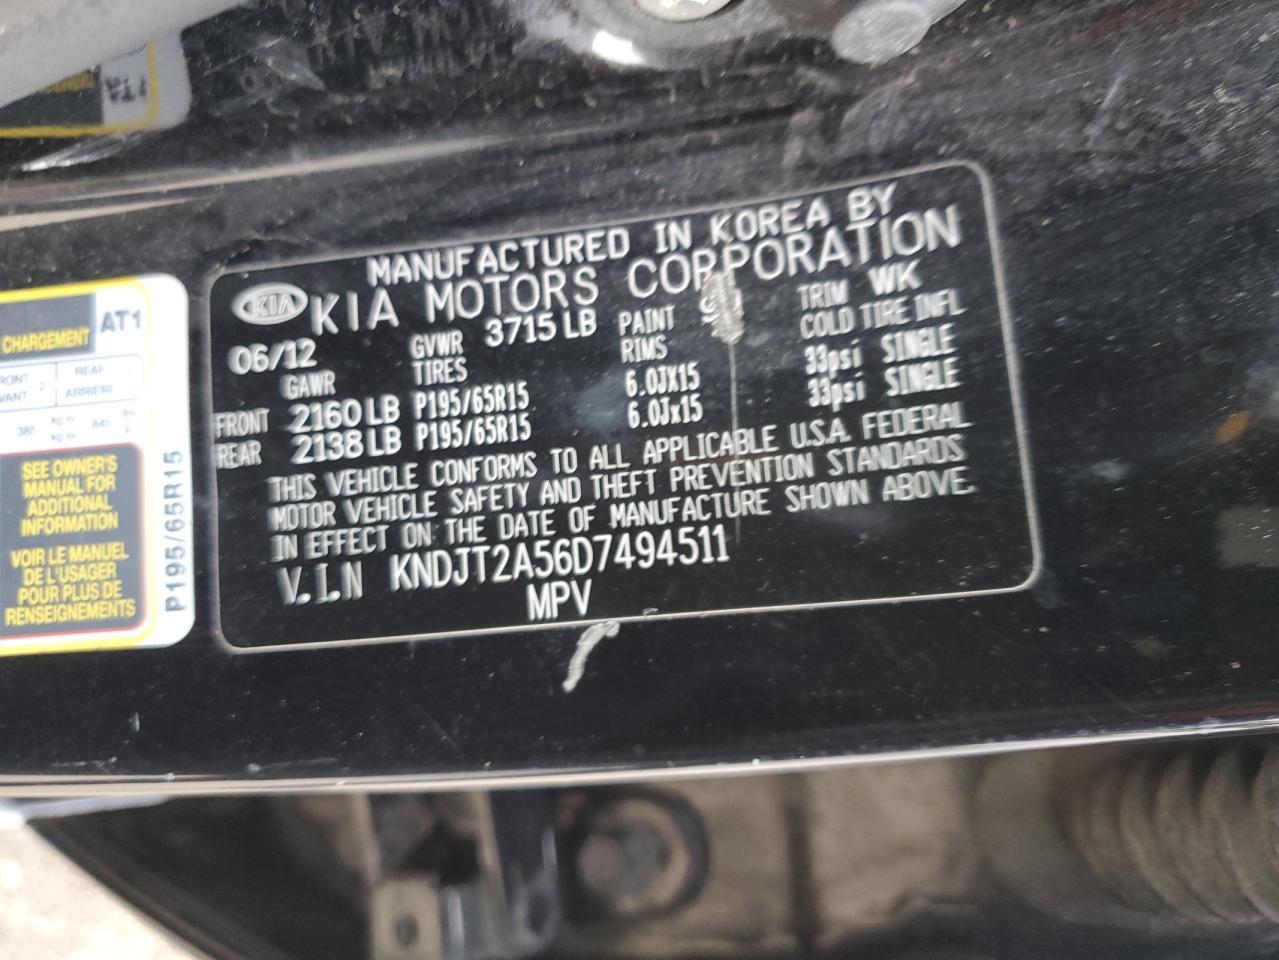 MANUFACTURED IN KOREA BY
KIA KIA MOTORS CORPORATION
06/12 GVWR 3715 LB PAINT TRIM WK
GAWR TIRES RIMS COLD TIRE INFL
FRONT 2160 LB P195/65R15 6.0JX15 33psi SINGLE
REAR 2138 LB P195/65R15 6.0Jx15 33psi SINGLE
THIS VEHICLE CONFORMS TO ALL APPLICABLE U.S.A. FEDERAL
MOTOR VEHICLE SAFETY AND THEFT PREVENTION STANDARDS
IN EFFECT ON THE DATE OF MANUFACTURE SHOWN ABOVE.
V.I.N KNDJT2A56D7494511
MPV
CHARGEMENT AT1
REAR
ARRIÈRE
SEE OWNER'S
MANUAL FOR
ADDITIONAL
INFORMATION
VOIR LE MANUEL
DE L'USAGER
POUR PLUS DE
RENSEIGNEMENTS
P195/65R15